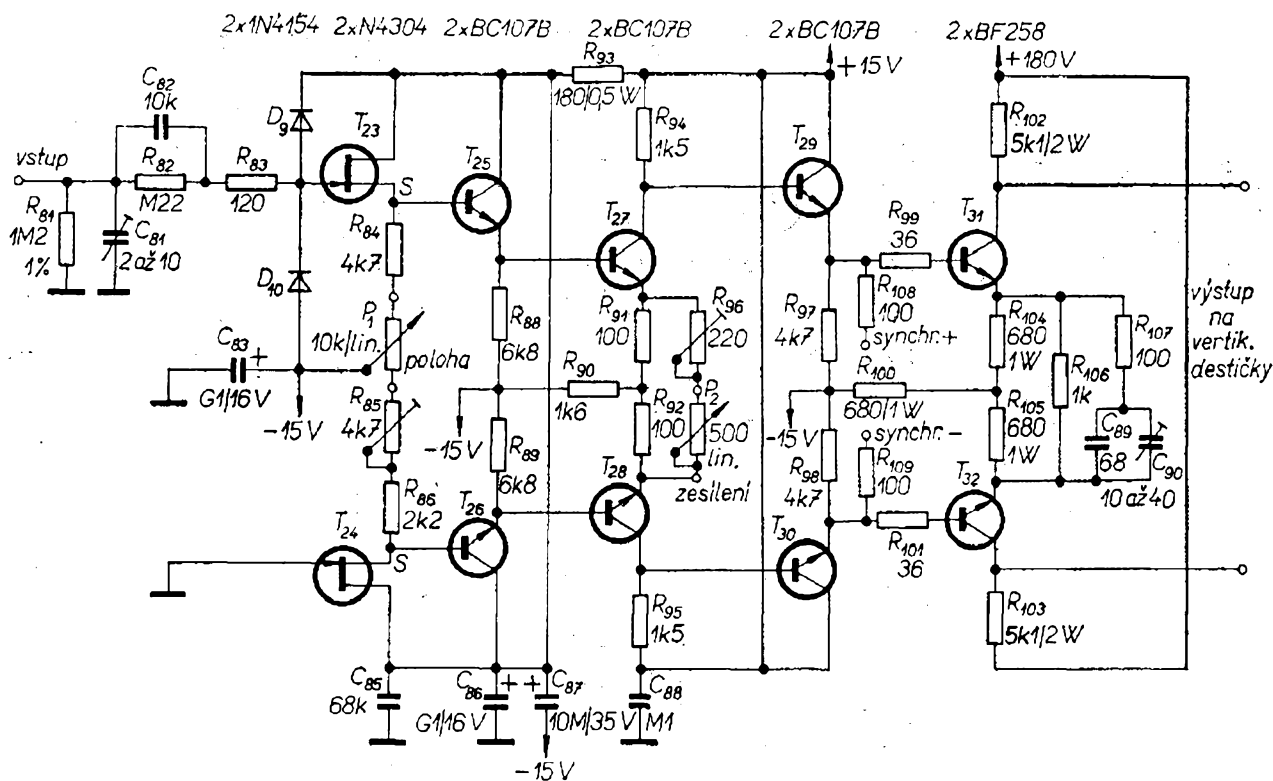 2x1N4154 2xN4304 2xBC107B 2xBC107B 2xBC107B 2xBF258
R93
180/0,5 W
+15V
+180V
C82
10k
D9
T23
R94
1k5
R102
5k1/2W
vstup
R82
M22
R83
120
S
T25
T29
R81
1M2
1%
C81
2až10
R84
4k7
T27
R99
36
T31
D10
P1
10k/lin.
poloha
R88
6k8
R91
100
R96
220
R97
4k7
R108
100
synchr.+
R104
680
1W
R107
100
výstup
na
vertik.
destičky
C83
+
G1/16V
-15V
R85
4k7
R90
1k6
-15V
R92
100
P2
500
lin.
zesílení
R100
680/1W
-15V
R106
1k
R105
680
1W
C89
68
C90
10až40
R89
6k8
synchr.-
R109
100
R98
4k7
R86
2k2
T24
S
T26
T28
T30
R101
36
T32
R95
1k5
R103
5k1/2W
C85
68k
C86
+
G1/16V
+
C87
10M/35V
-15V
C88
M1